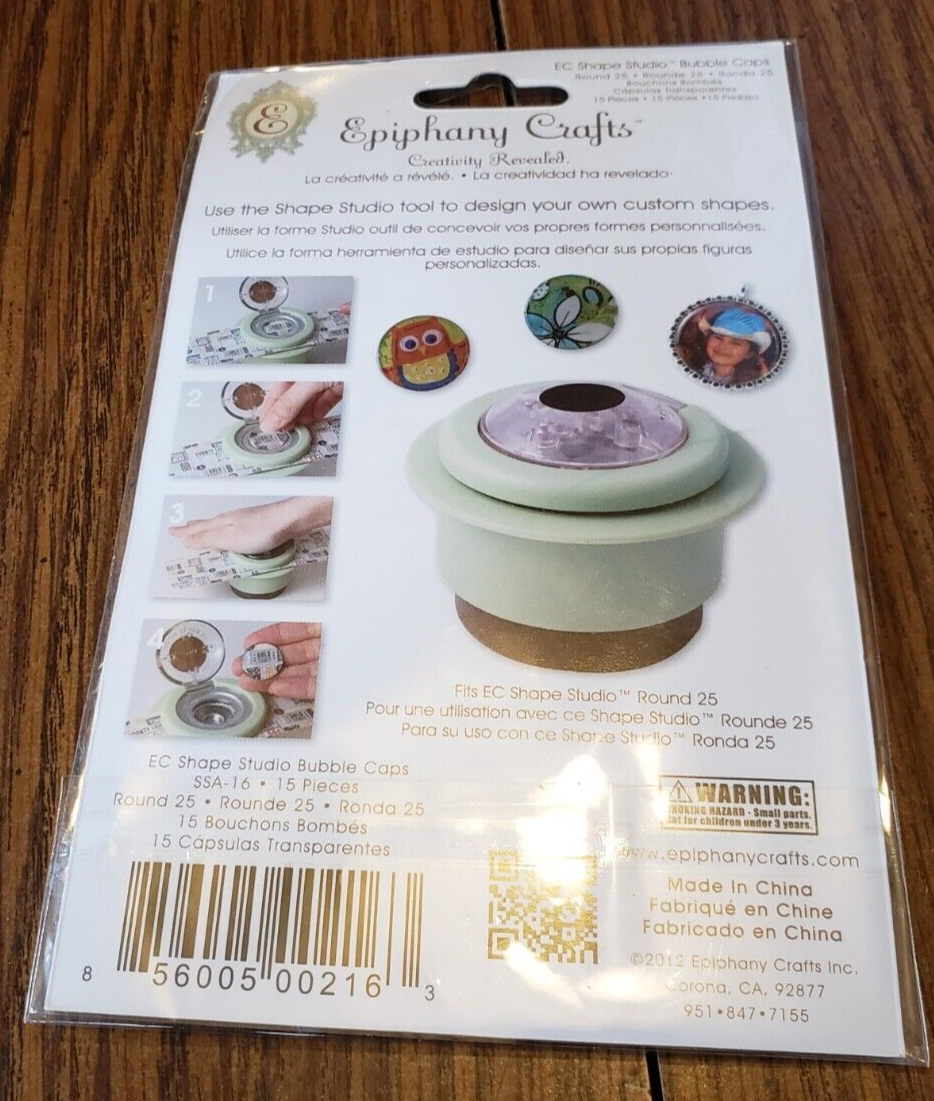 EC Shape Studio™ Bubble Caps
Round 25 • Rounde 25 • Ronda 25
Bouchons Bombés
Cápsulas Transparentes
15 Pieces • 15 Pièces • 15 Pedazo
E
Epiphany Crafts™
Creativity Revealed.
La créativité a révélé. • La creatividad ha revelado.
Use the Shape Studio tool to design your own custom shapes.
Utiliser la forme Studio outil de concevoir vos propres formes personnalisées.
Utilice la forma herramienta de estudio para diseñar sus propias figuras
personalizadas.
1
2
3
4
Fits EC Shape Studio™ Round 25
Pour une utilisation avec ce Shape Studio™ Rounde 25
Para su uso con ce Shape Studio™ Ronda 25
EC Shape Studio Bubble Caps
SSA-16 • 15 Pieces
Round 25 • Rounde 25 • Ronda 25
15 Bouchons Bombés
15 Cápsulas Transparentes
WARNING:
CHOKING HAZARD - Small parts.
Not for children under 3 years.
www.epiphanycrafts.com
Made In China
Fabriqué en Chine
Fabricado en China
©2012 Epiphany Crafts Inc.
Corona, CA, 92877
951•847•7155
8 56005 00216 3